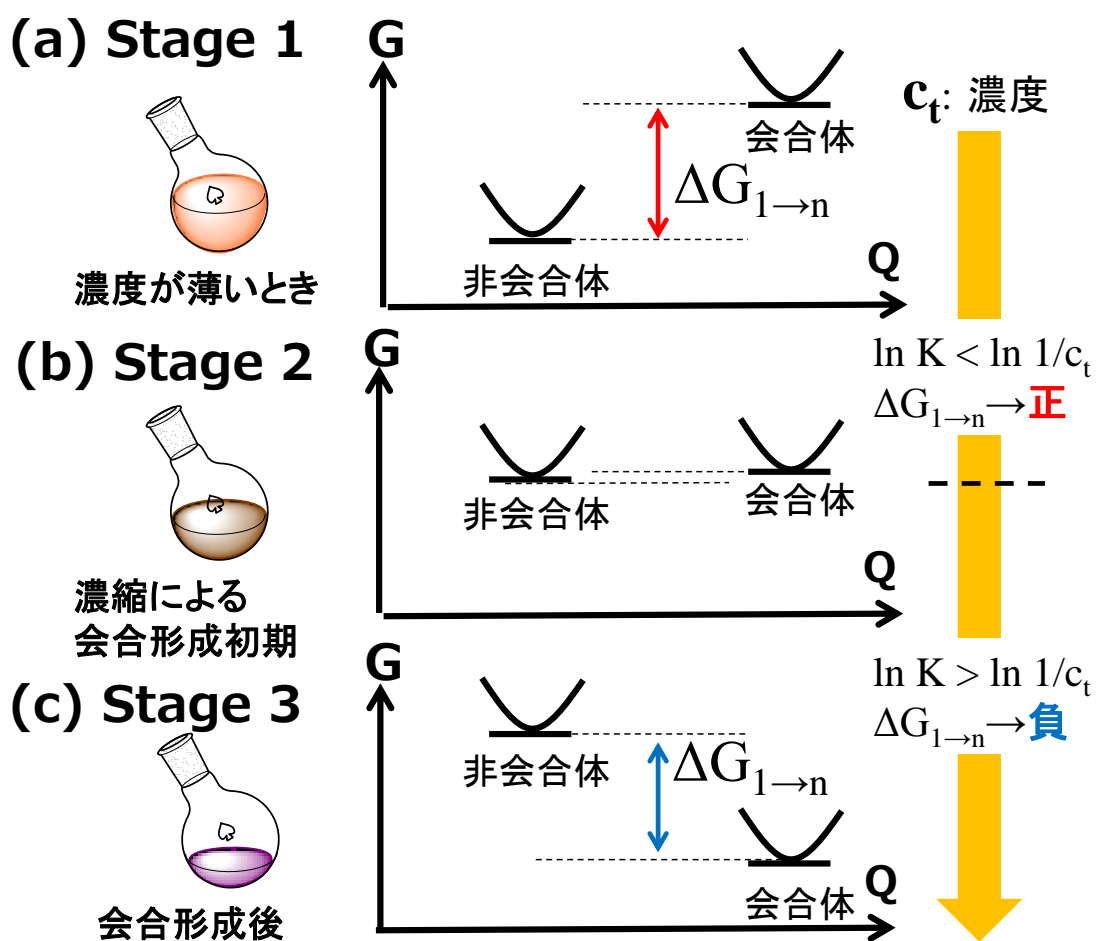 (a) Stage 1
G
cₜ: 濃度
会合体
ΔG₁→ₙ
非会合体
Q
濃度が薄いとき
(b) Stage 2
G
ln K < ln 1/cₜ
ΔG₁→ₙ→正
非会合体
会合体
Q
濃縮による
会合形成初期
(c) Stage 3
G
ln K > ln 1/cₜ
ΔG₁→ₙ→負
非会合体
ΔG₁→ₙ
Q
会合体
会合形成後